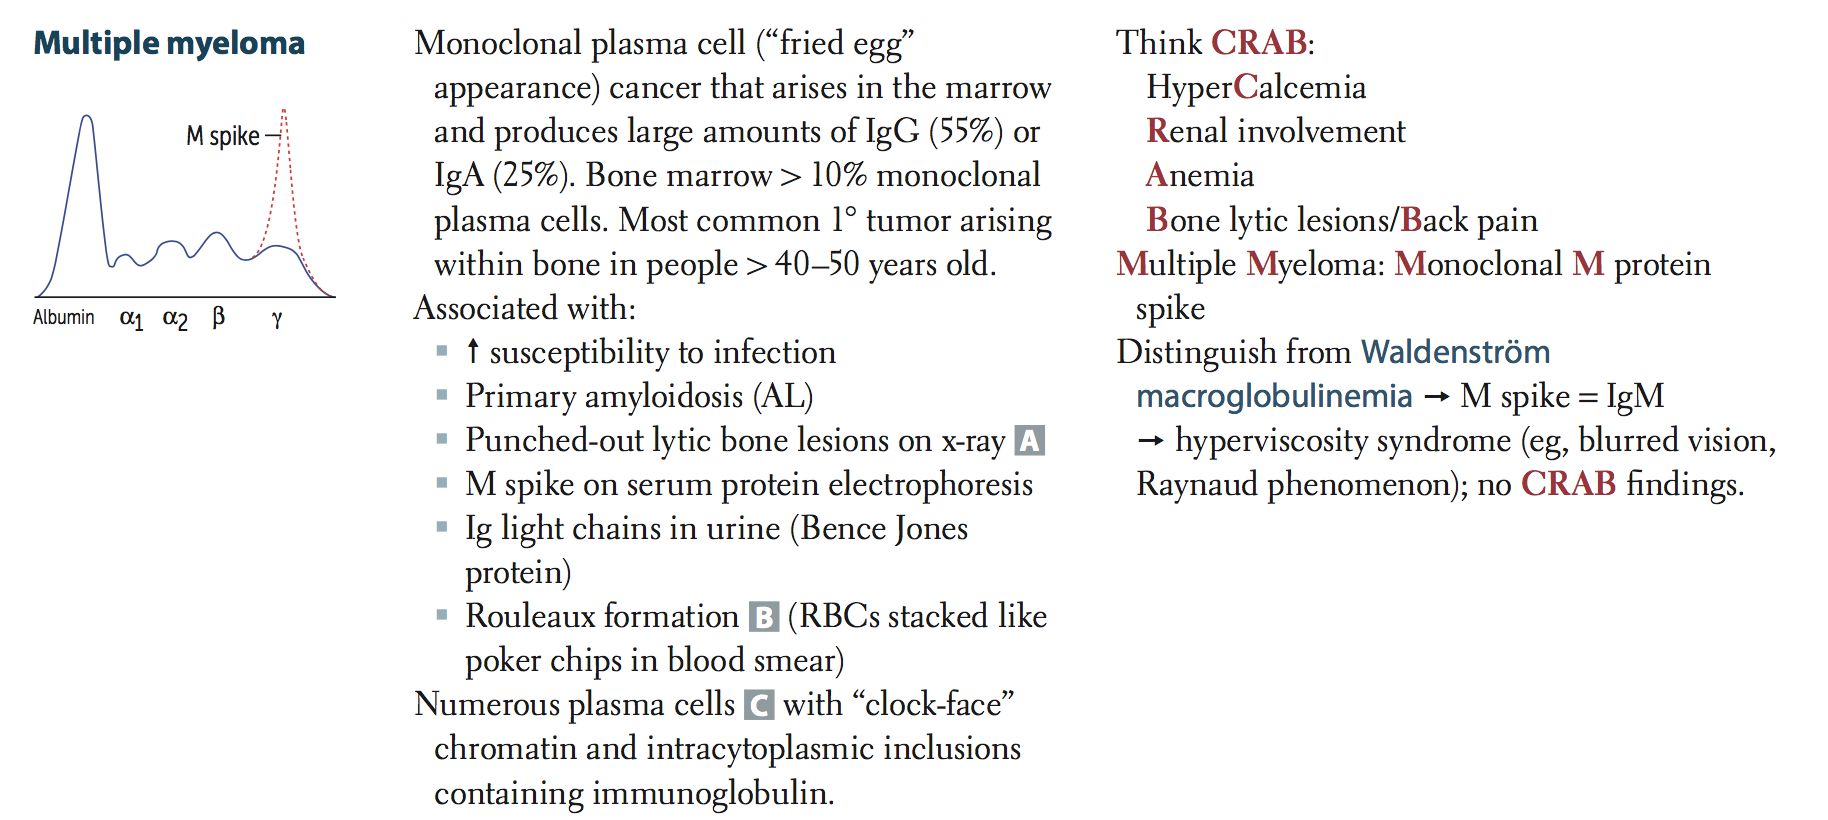 Multiple myeloma
M spike
Albumin α1 α2 β γ
Monoclonal plasma cell (“fried egg”
appearance) cancer that arises in the marrow
and produces large amounts of IgG (55%) or
IgA (25%). Bone marrow > 10% monoclonal
plasma cells. Most common 1° tumor arising
within bone in people > 40–50 years old.
Associated with:
▪ ↑ susceptibility to infection
▪ Primary amyloidosis (AL)
▪ Punched-out lytic bone lesions on x-ray A
▪ M spike on serum protein electrophoresis
▪ Ig light chains in urine (Bence Jones
protein)
▪ Rouleaux formation B (RBCs stacked like
poker chips in blood smear)
Numerous plasma cells C with “clock-face”
chromatin and intracytoplasmic inclusions
containing immunoglobulin.
Think CRAB:
HyperCalcemia
Renal involvement
Anemia
Bone lytic lesions/Back pain
Multiple Myeloma: Monoclonal M protein
spike
Distinguish from Waldenström
macroglobulinemia → M spike = IgM
→ hyperviscosity syndrome (eg, blurred vision,
Raynaud phenomenon); no CRAB findings.